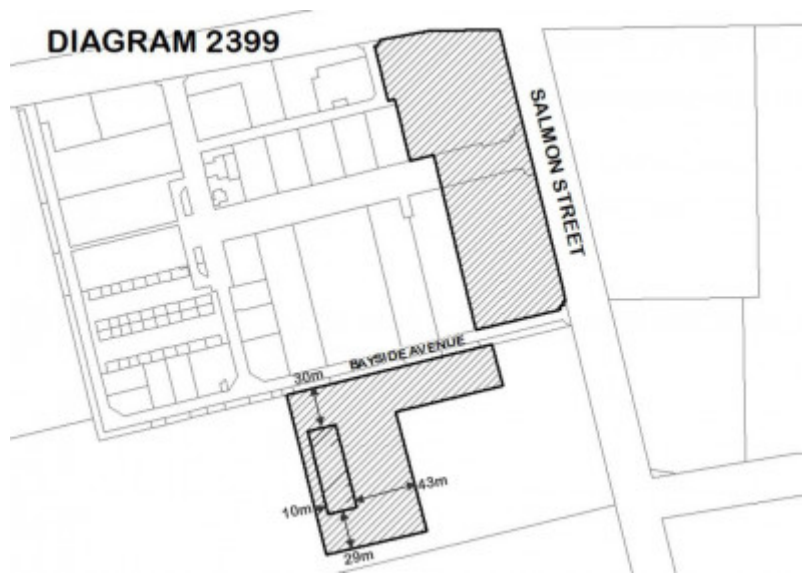 DIAGRAM 2399
SALMON STREET
BAYSIDE AVENUE
30m
43m
10m
29m